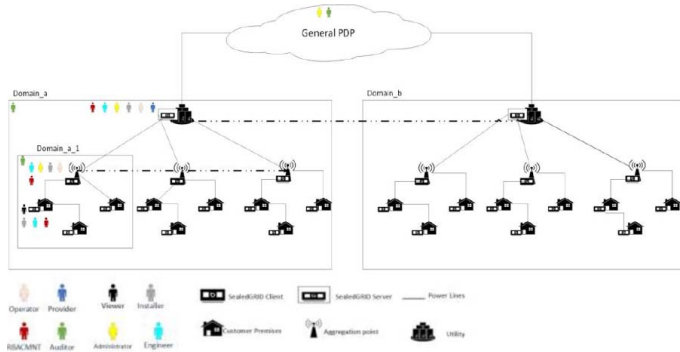 General PDP
Domain_a
Domain_b
Domain_a_1
Operator
Provider
Viewer
Installer
SealedGRID Client
SealedGRID Server
Power Lines
RBACMNT
Auditor
Administrator
Engineer
Customer Premises
Aggregation point
Utility